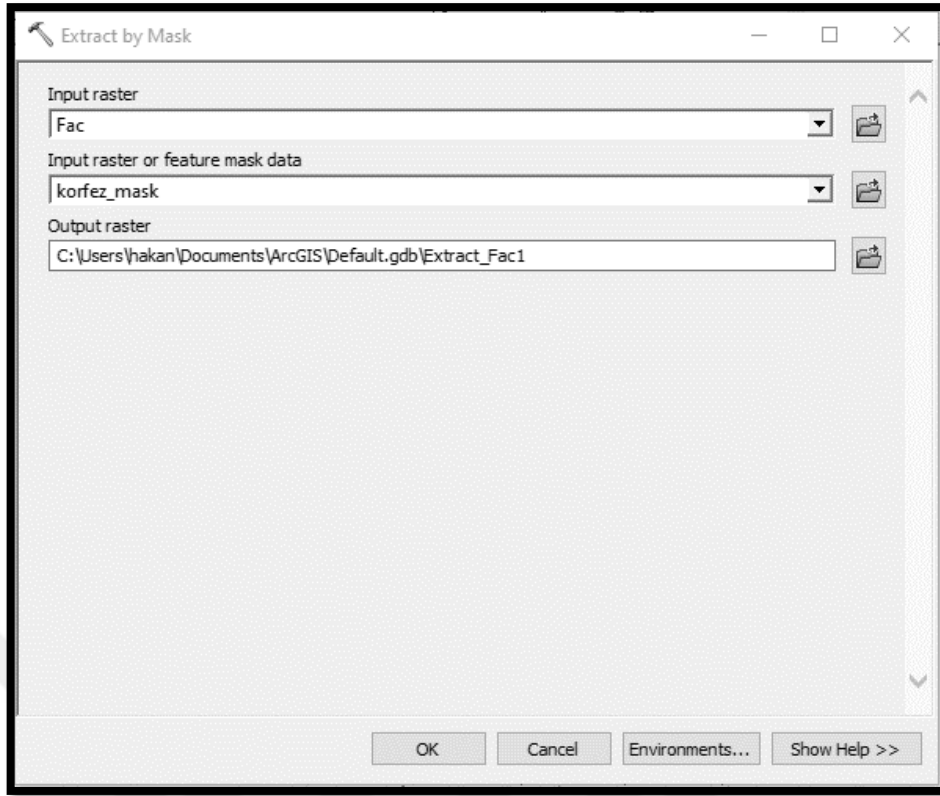 Extract by Mask
Input raster
Fac
Input raster or feature mask data
korfez_mask
Output raster
C:\Users\hakan\Documents\ArcGIS\Default.gdb\Extract_Fac1
OK Cancel Environments... Show Help >>